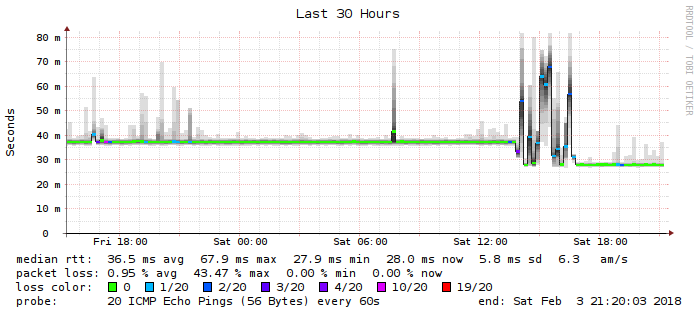 Last 30 Hours
RRDTOOL / TOBI OETIKER
Seconds
80 m
70 m
60 m
50 m
40 m
30 m
20 m
10 m
0
Fri 18:00 Sat 00:00 Sat 06:00 Sat 12:00 Sat 18:00
median rtt: 36.5 ms avg 67.9 ms max 27.9 ms min 28.0 ms now 5.8 ms sd 6.3 am/s
packet loss: 0.95 % avg 43.47 % max 0.00 % min 0.00 % now
loss color: 0 1/20 2/20 3/20 4/20 10/20 19/20
probe: 20 ICMP Echo Pings (56 Bytes) every 60s end: Sat Feb 3 21:20:03 2018